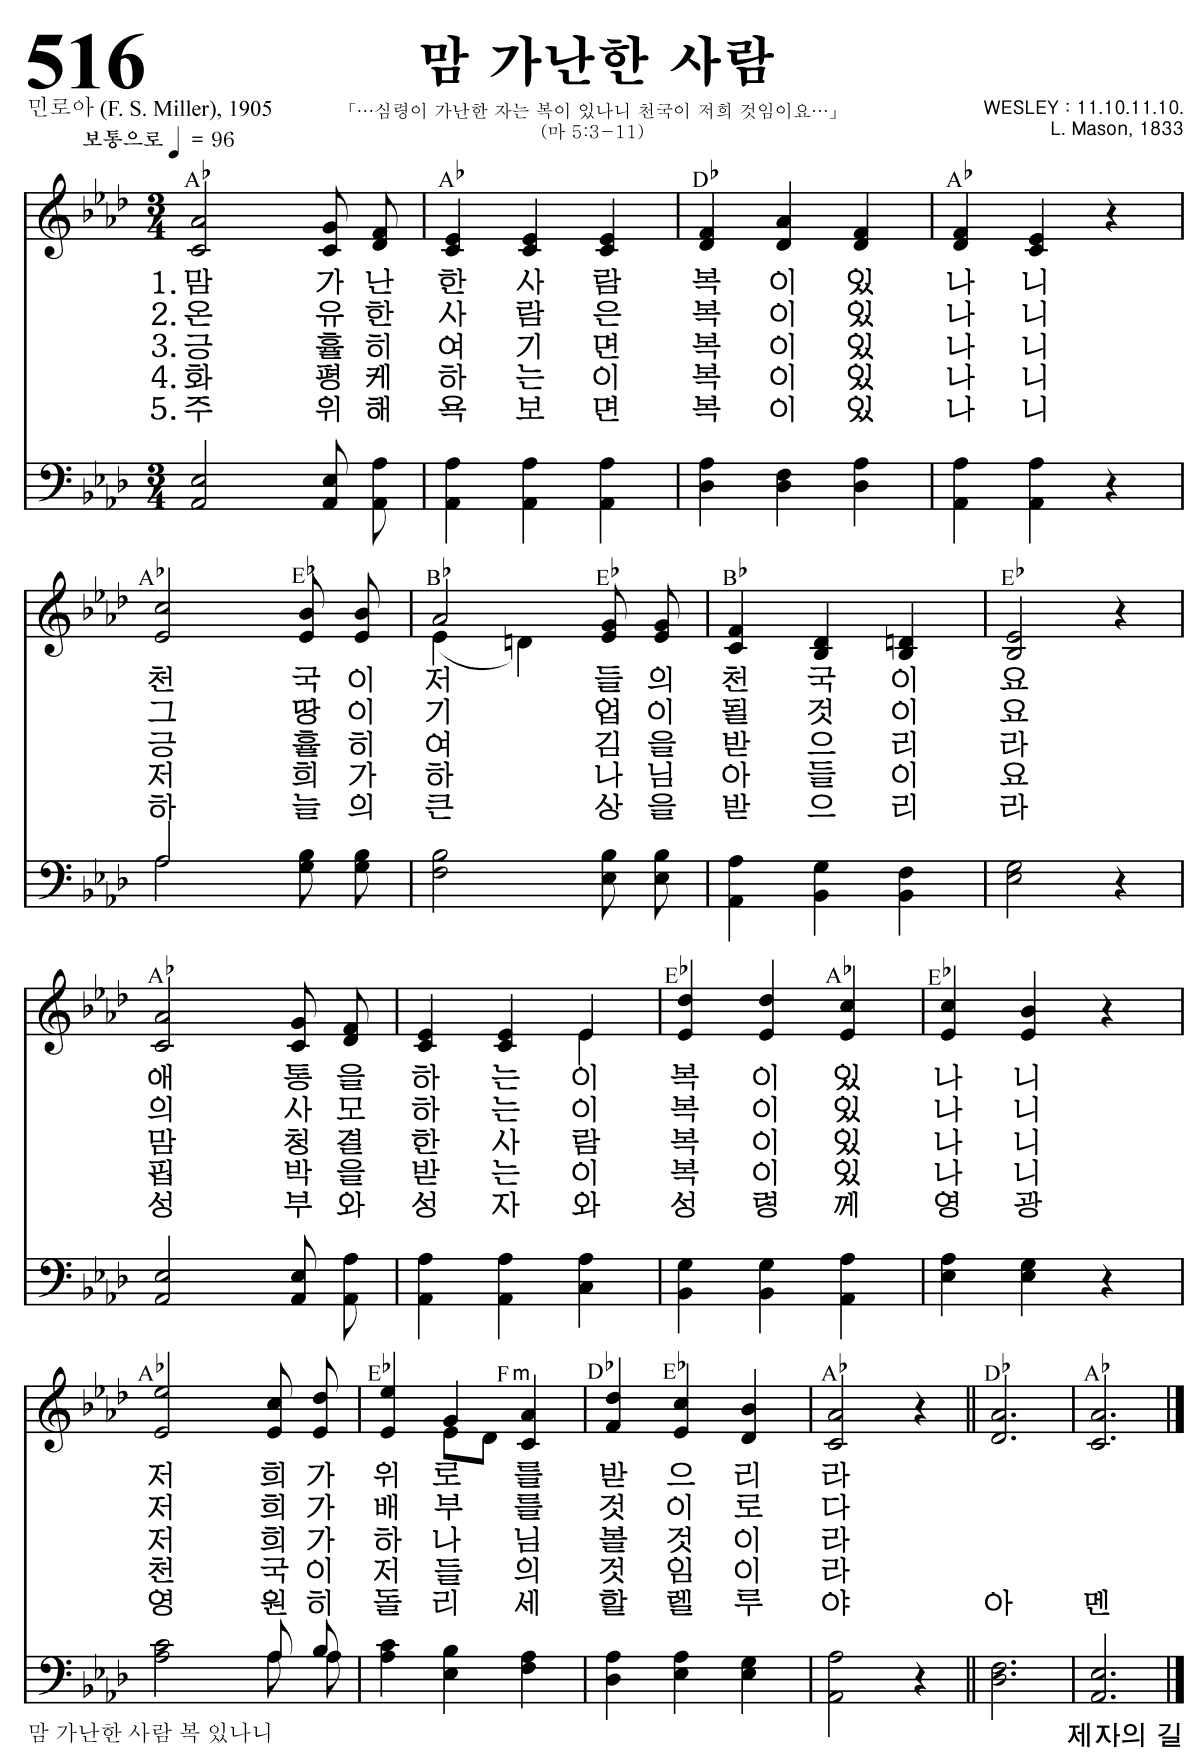 516
맘 가난한 사람
민로아 (F. S. Miller), 1905
「…심령이 가난한 자는 복이 있나니 천국이 저희 것임이요…」
(마 5:3-11)
WESLEY : 11.10.11.10.
L. Mason, 1833
보통으로 ♩ = 96
A♭ A♭ D♭ A♭
1. 맘 가 난 한 사 람 복 이 있 나 니
2. 온 유 한 사 람 은 복 이 있 나 니
3. 긍 휼 히 여 기 면 복 이 있 나 니
4. 화 평 케 하 는 이 복 이 있 나 니
5. 주 위 해 욕 보 면 복 이 있 나 니
A♭ E♭ B♭ E♭ B♭ E♭
천 국 이 저 들 의 천 국 이 요
그 땅 이 기 업 이 될 것 이 요
긍 휼 히 여 김 을 받 으 리 라
저 희 가 하 나 님 아 들 이 요
하 늘 의 큰 상 을 받 으 리 라
A♭ E♭ A♭ E♭
애 통 을 하 는 이 복 이 있 나 니
의 사 모 하 는 이 복 이 있 나 니
맘 청 결 한 사 람 복 이 있 나 니
핍 박 을 받 는 이 복 이 있 나 니
성 부 와 성 자 와 성 령 께 영 광
A♭ E♭ Fm D♭ E♭ A♭ D♭ A♭
저 희 가 위 로 를 받 으 리 라
저 희 가 배 부 를 것 이 로 다
저 희 가 하 나 님 볼 것 이 라
천 국 이 저 들 의 것 임 이 라
영 원 히 돌 리 세 할 렐 루 야 아 멘
맘 가난한 사람 복 있나니
제자의 길